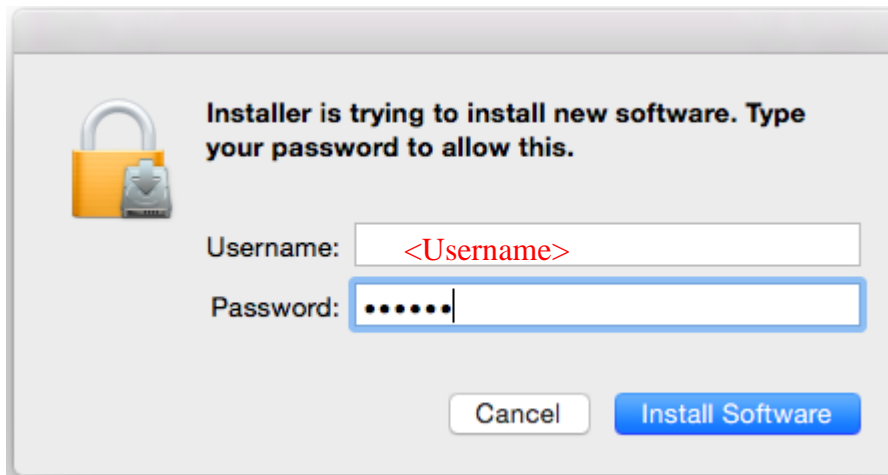 Installer is trying to install new software. Type
your password to allow this.
Username: <Username>
Password: ••••••
Cancel Install Software